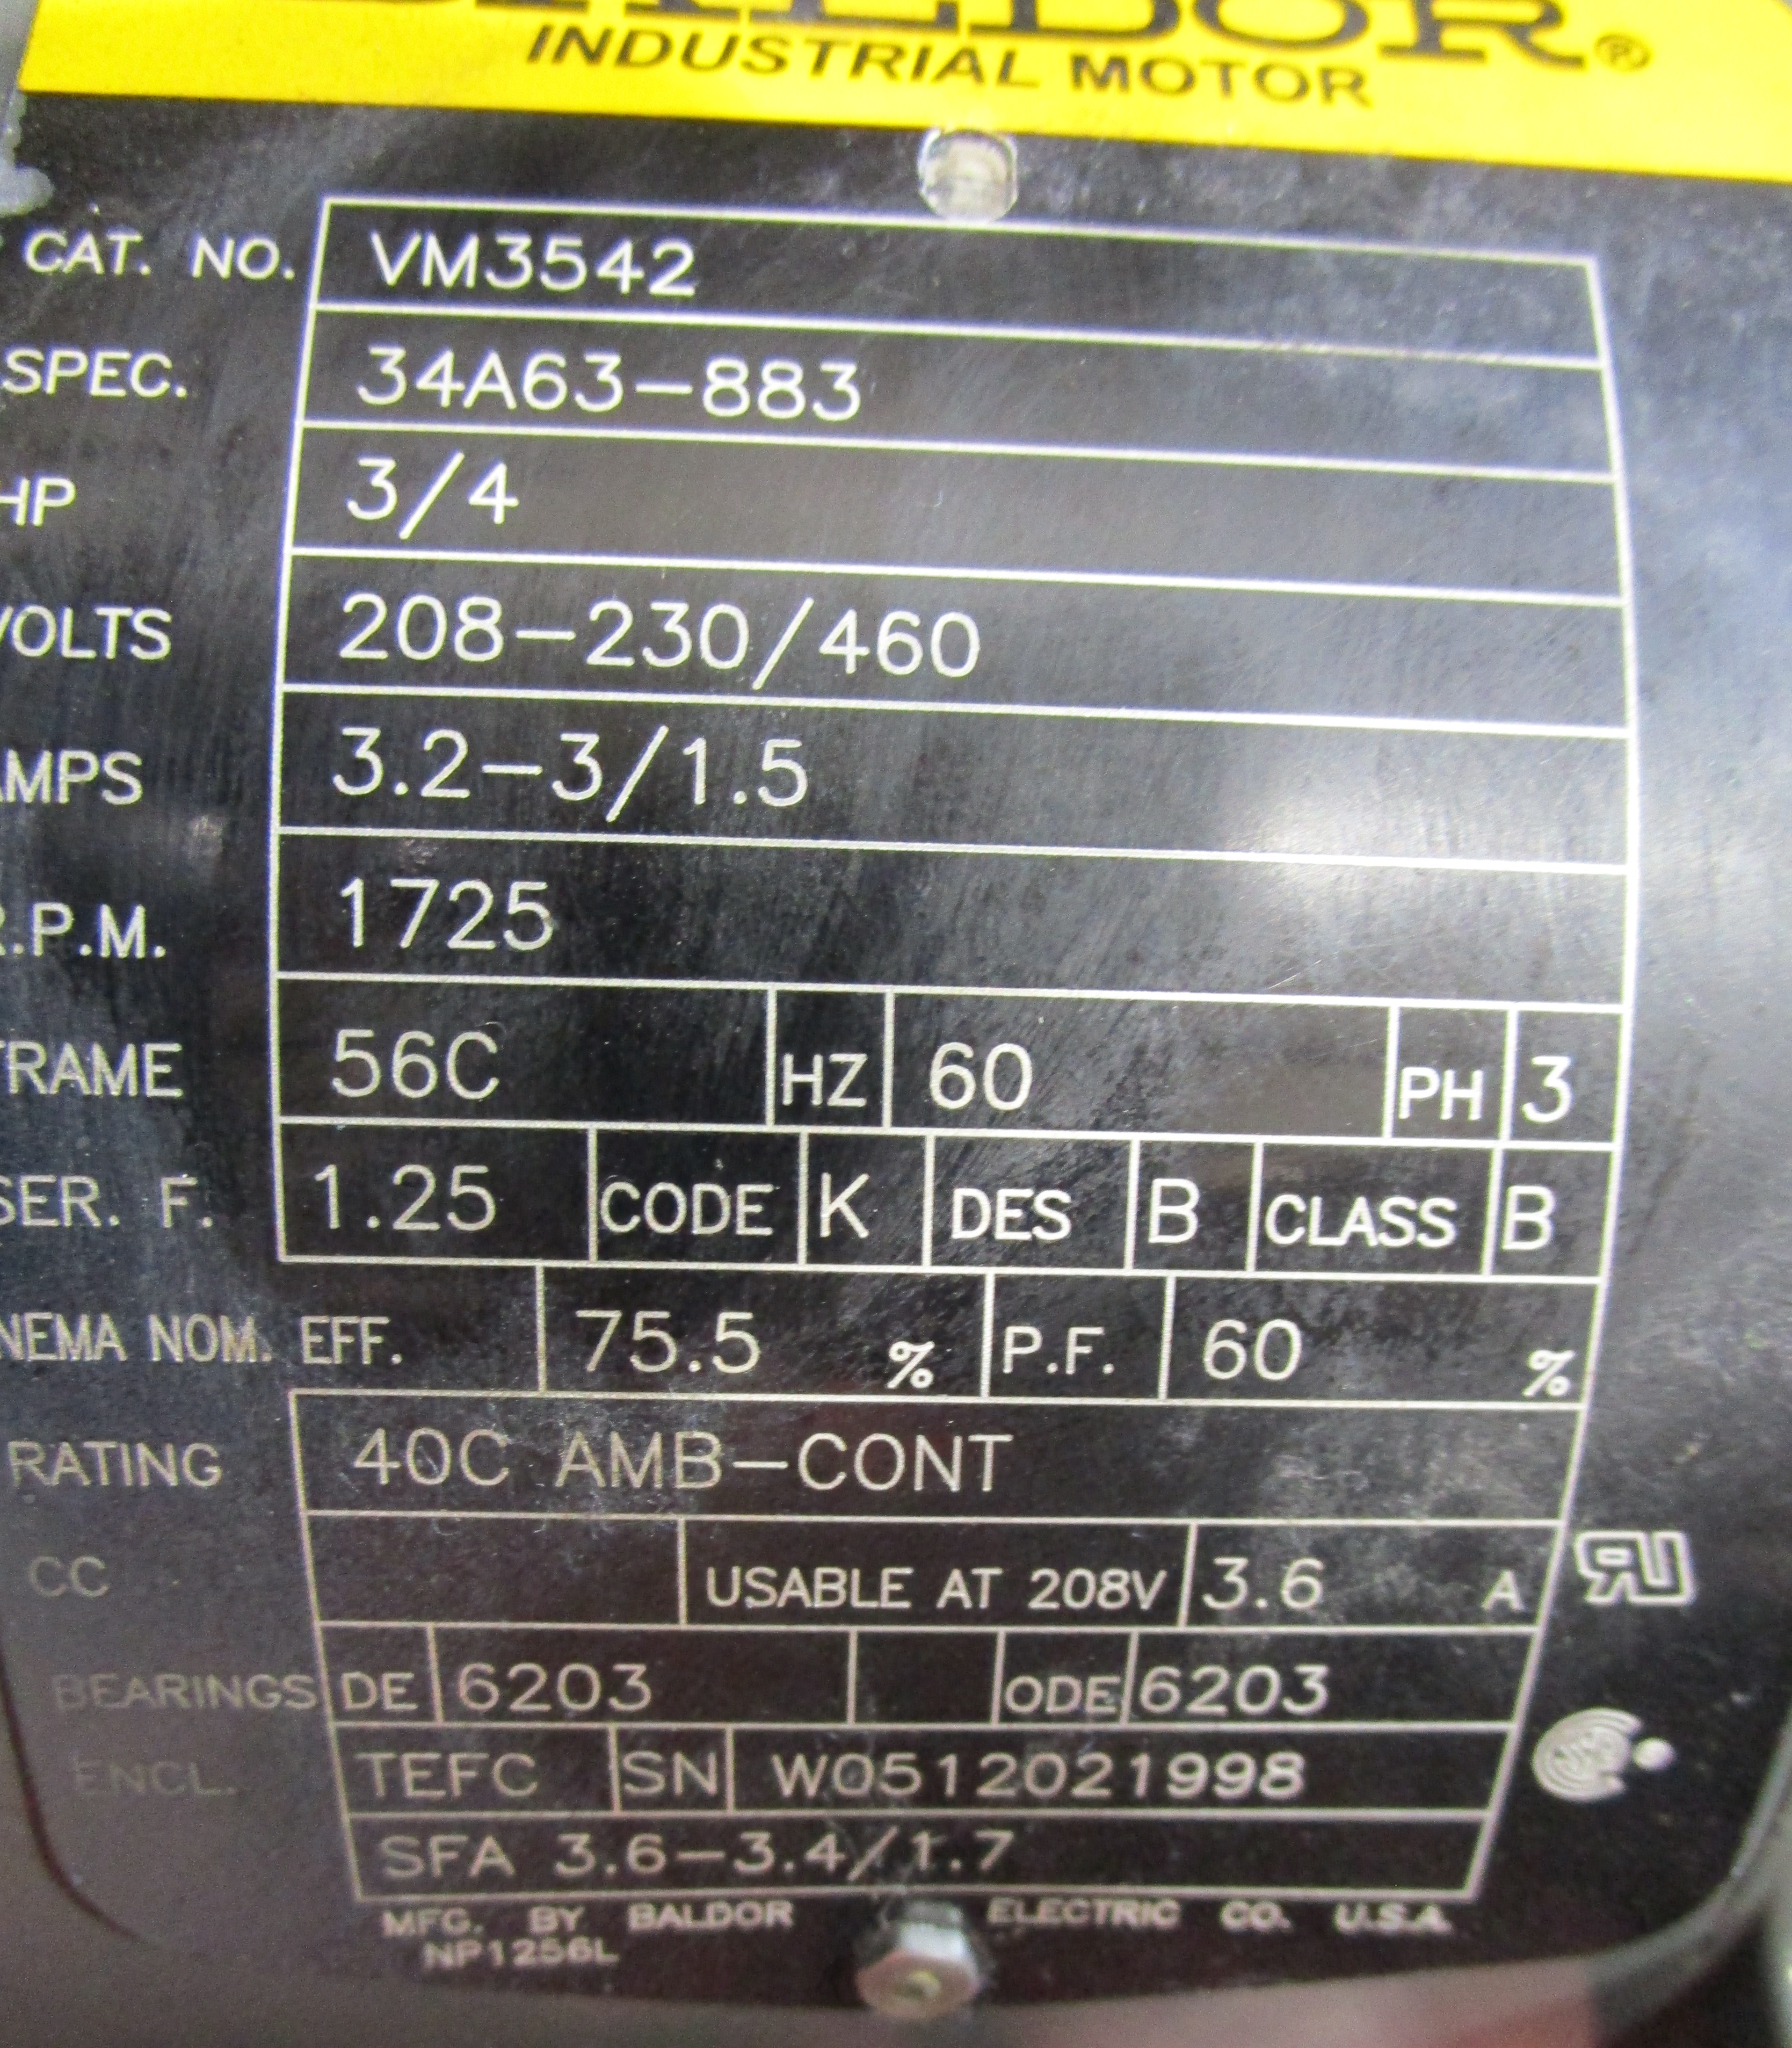 BALDOR®
INDUSTRIAL MOTOR
CAT. NO. VM3542
SPEC. 34A63-883
HP 3/4
VOLTS 208-230/460
AMPS 3.2-3/1.5
R.P.M. 1725
FRAME 56C HZ 60 PH 3
SER. F. 1.25 CODE K DES B CLASS B
NEMA NOM. EFF. 75.5 % P.F. 60 %
RATING 40C AMB-CONT
CC USABLE AT 208V 3.6 A
BEARINGS DE 6203 ODE 6203
ENCL. TEFC SN W0512021998
SFA 3.6-3.4/1.7
MFG. BY BALDOR ELECTRIC CO. U.S.A.
NP1256L